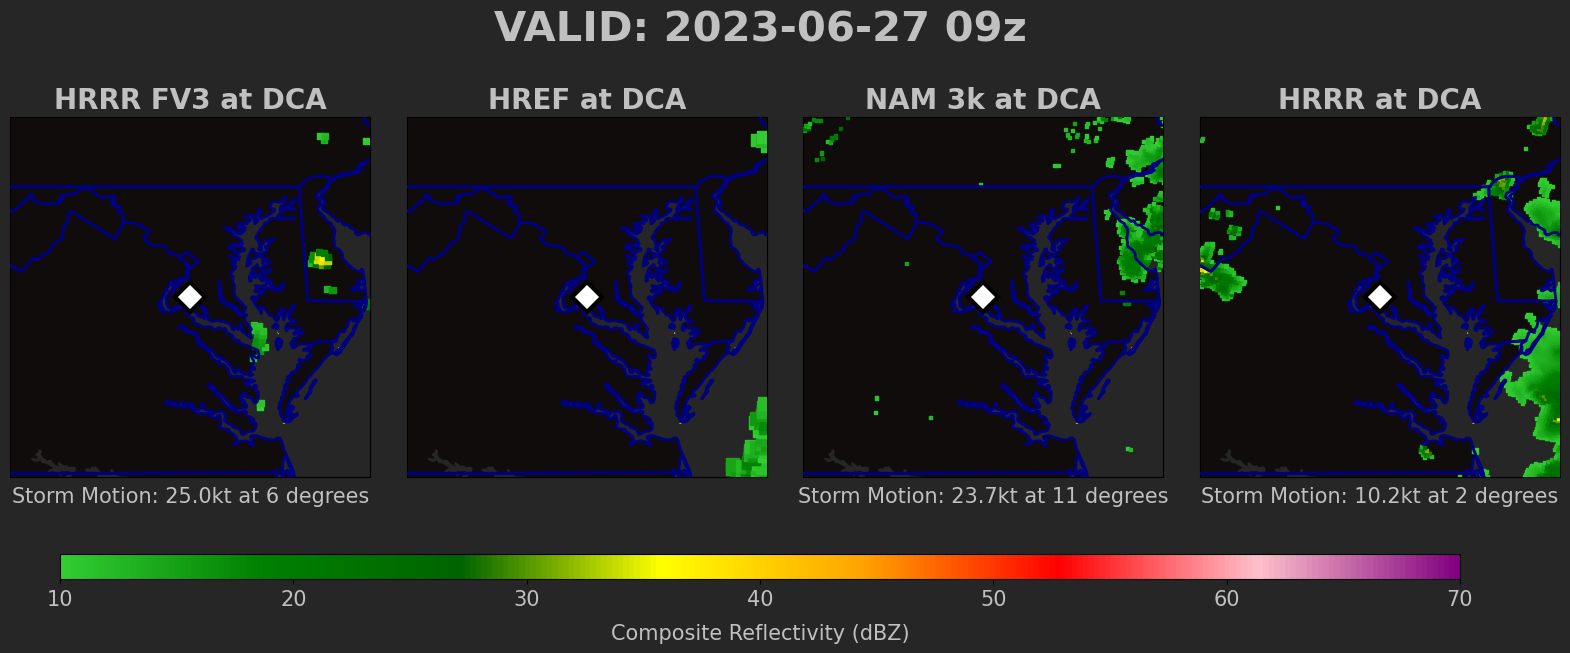 VALID: 2023-06-27 09z
HRRR FV3 at DCA
HREF at DCA
NAM 3k at DCA
HRRR at DCA
Storm Motion: 25.0kt at 6 degrees
Storm Motion: 23.7kt at 11 degrees
Storm Motion: 10.2kt at 2 degrees
10 20 30 40 50 60 70
Composite Reflectivity (dBZ)